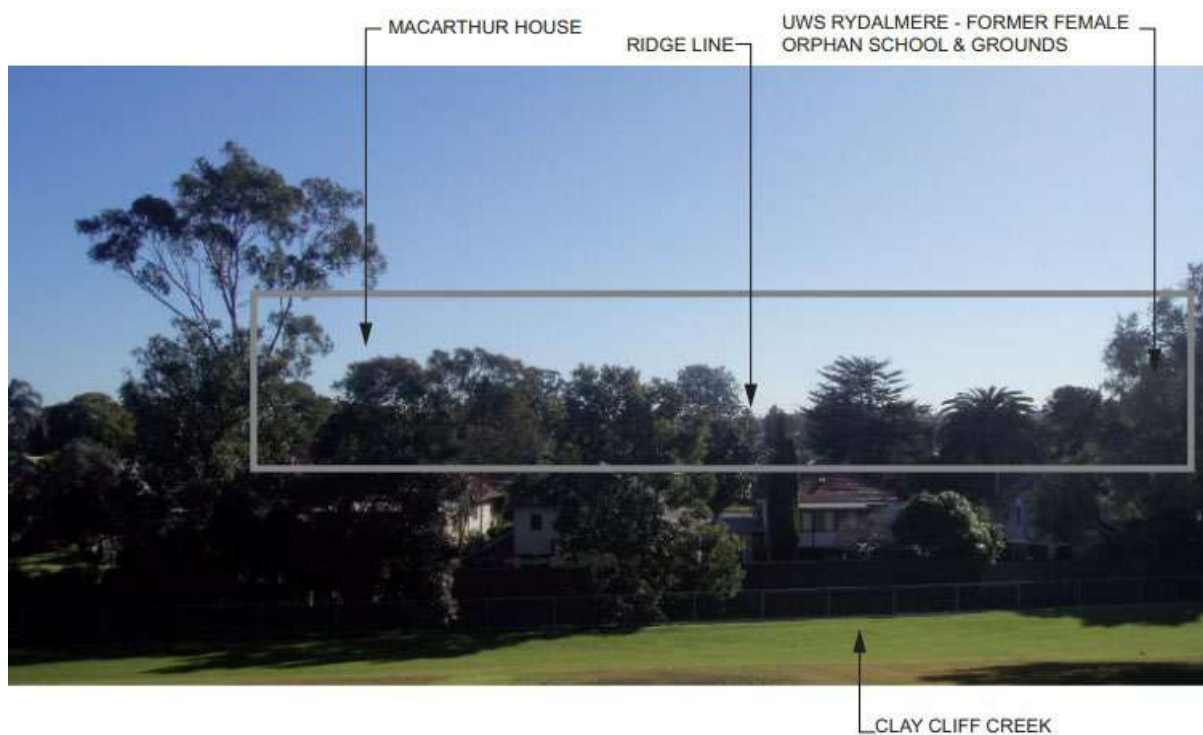 MACARTHUR HOUSE
RIDGE LINE
UWS RYDALMERE - FORMER FEMALE
ORPHAN SCHOOL & GROUNDS
CLAY CLIFF CREEK